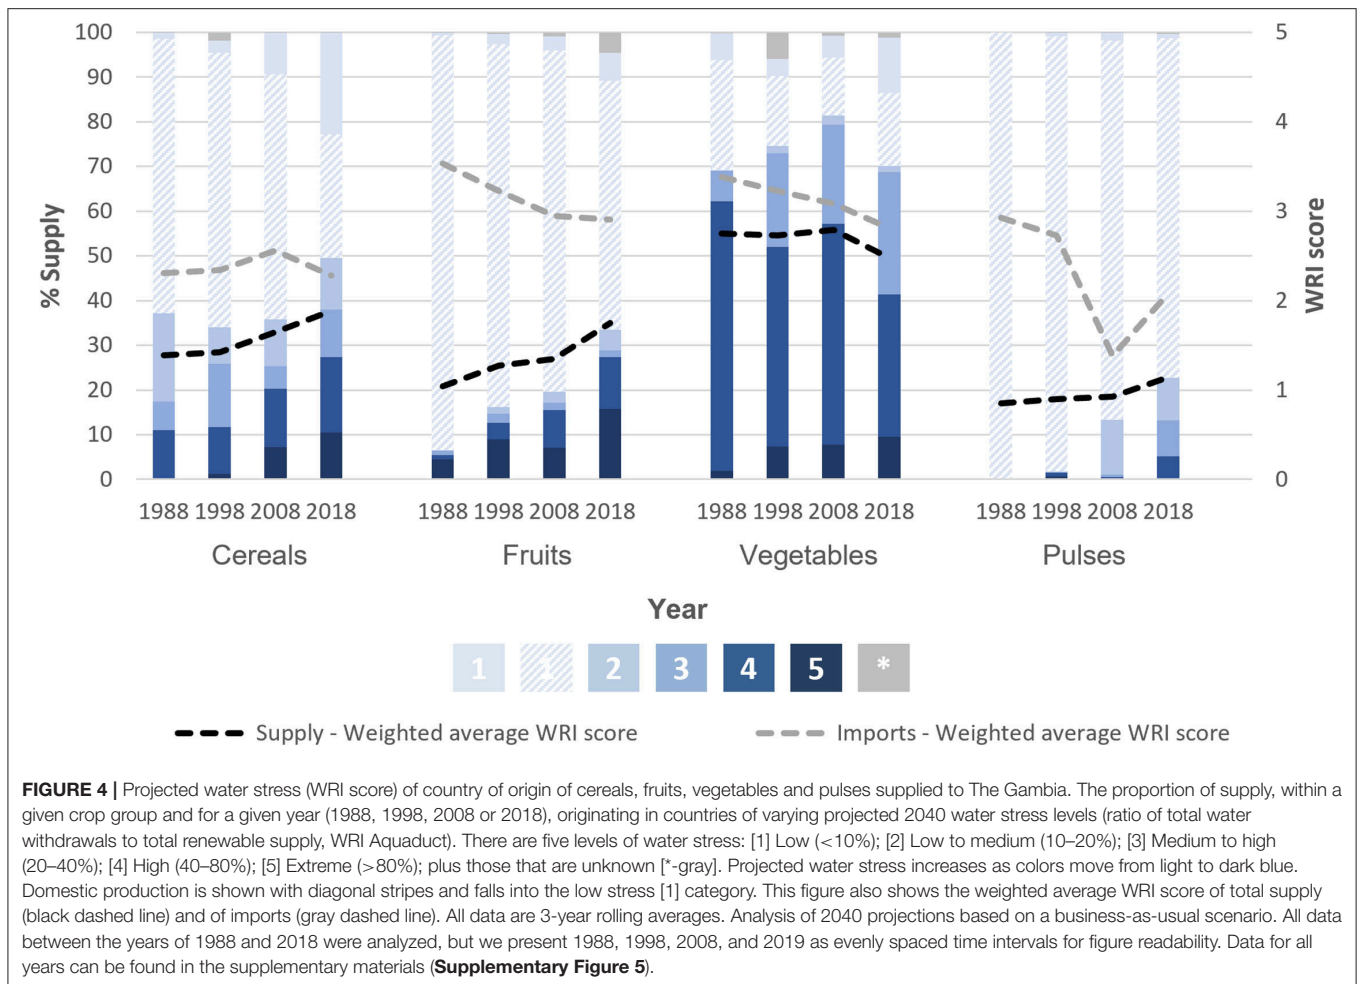 100
90
80
70
60
50
40
30
20
10
0
% Supply
5
4
3
2
1
0
WRI score
1988 1998 2008 2018 1988 1998 2008 2018 1988 1998 2008 2018 1988 1998 2008 2018
Cereals Fruits Vegetables Pulses
Year
1 1 2 3 4 5 *
Supply - Weighted average WRI score Imports - Weighted average WRI score
FIGURE 4 | Projected water stress (WRI score) of country of origin of cereals, fruits, vegetables and pulses supplied to The Gambia. The proportion of supply, within a
given crop group and for a given year (1988, 1998, 2008 or 2018), originating in countries of varying projected 2040 water stress levels (ratio of total water
withdrawals to total renewable supply, WRI Aquaduct). There are five levels of water stress: [1] Low (<10%); [2] Low to medium (10–20%); [3] Medium to high
(20–40%); [4] High (40–80%); [5] Extreme (>80%); plus those that are unknown [*-gray]. Projected water stress increases as colors move from light to dark blue.
Domestic production is shown with diagonal stripes and falls into the low stress [1] category. This figure also shows the weighted average WRI score of total supply
(black dashed line) and of imports (gray dashed line). All data are 3-year rolling averages. Analysis of 2040 projections based on a business-as-usual scenario. All data
between the years of 1988 and 2018 were analyzed, but we present 1988, 1998, 2008, and 2019 as evenly spaced time intervals for figure readability. Data for all
years can be found in the supplementary materials (Supplementary Figure 5).